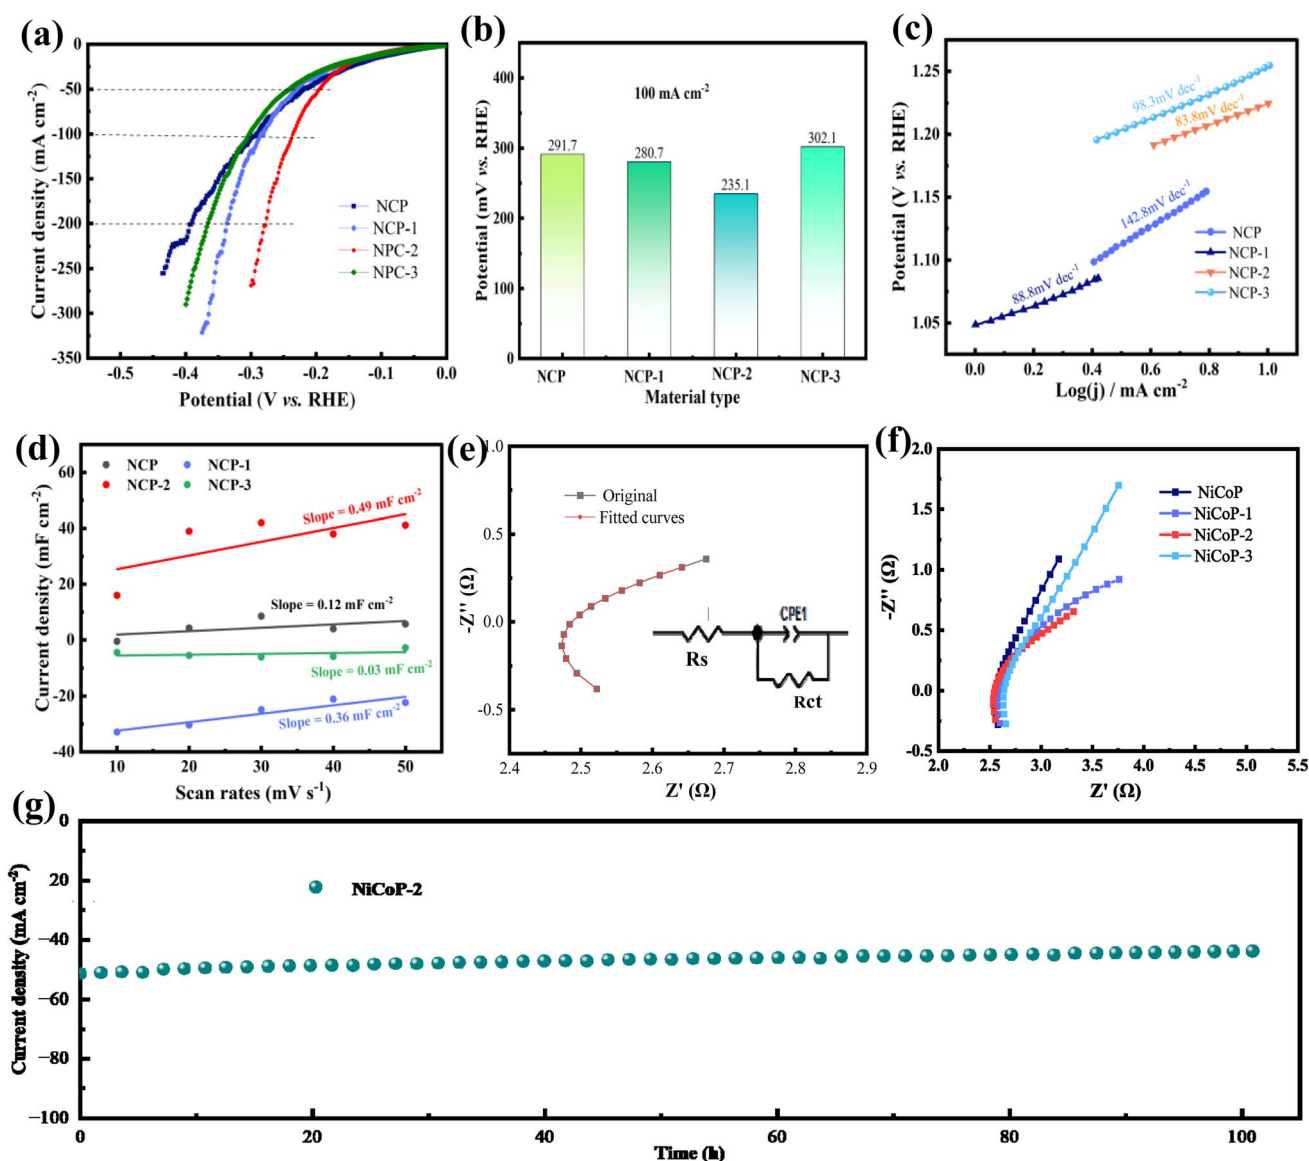 (a)
0
-50
-100
-150
-200
-250
-300
-350
Current density (mA cm-2)
-0.5
-0.4
-0.3
-0.2
-0.1
0.0
Potential (V vs. RHE)
NCP
NCP-1
NPC-2
NPC-3
(b)
400
300
200
100
0
Potential (mV vs. RHE)
100 mA cm-2
291.7
280.7
235.1
302.1
NCP
NCP-1
NCP-2
NCP-3
Material type
(c)
1.25
1.20
1.15
1.10
1.05
Potential (V vs. RHE)
98.3mV dec-1
83.8mV dec-1
142.8mV dec-1
88.8mV dec-1
NCP
NCP-1
NCP-2
NCP-3
0.0
0.2
0.4
0.6
0.8
1.0
Log(j) / mA cm-2
(d)
60
40
20
0
-20
-40
Current density (mF cm-2)
NCP
NCP-1
NCP-2
NCP-3
Slope = 0.49 mF cm-2
Slope = 0.12 mF cm-2
Slope = 0.03 mF cm-2
Slope = 0.36 mF cm-2
10
20
30
40
50
Scan rates (mV s-1)
(e)
1.0
0.5
0.0
-0.5
-Z'' (Ω)
Original
Fitted curves
CPE1
Rs
Rct
2.4
2.5
2.6
2.7
2.8
2.9
Z' (Ω)
(f)
2.0
1.5
1.0
0.5
0.0
-0.5
-Z'' (Ω)
NiCoP
NiCoP-1
NiCoP-2
NiCoP-3
2.0
2.5
3.0
3.5
4.0
4.5
5.0
5.5
Z' (Ω)
(g)
0
20
−40
−60
−80
−100
Current density (mA cm-2)
NiCoP-2
0
20
40
60
80
100
Time (h)